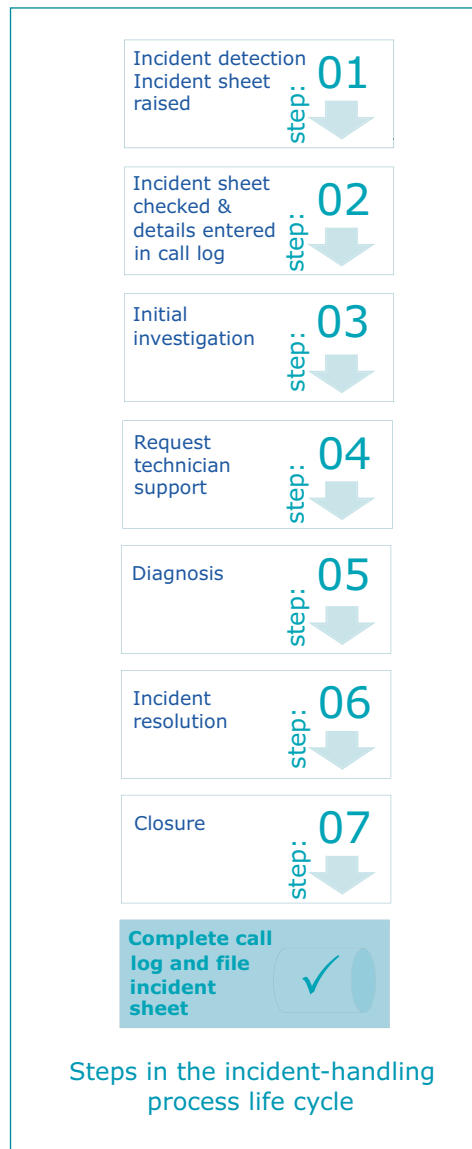 Incident detection
Incident sheet
raised
step:
01
Incident sheet
checked &
details entered
in call log
step:
02
Initial
investigation
step:
03
Request
technician
support
step:
04
Diagnosis
step:
05
Incident
resolution
step:
06
Closure
step:
07
Complete call
log and file
incident
sheet
Steps in the incident-handling
process life cycle